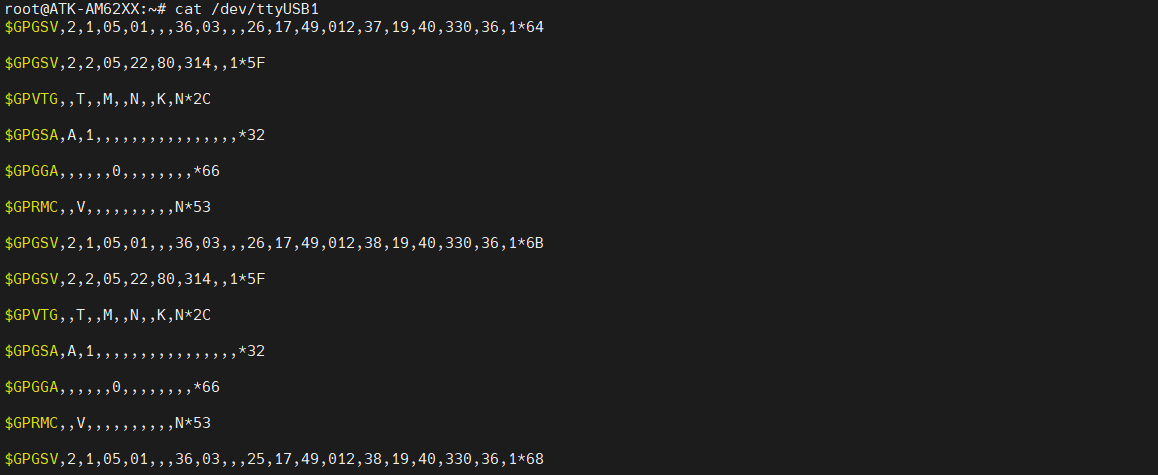 root@ATK-AM62XX:~# cat /dev/ttyUSB1
$GPGSV,2,1,05,01,,,36,03,,,26,17,49,012,37,19,40,330,36,1*64
$GPGSV,2,2,05,22,80,314,,1*5F
$GPVTG,,T,,M,,N,,K,N*2C
$GPGSA,A,1,,,,,,,,,,,,,,,,*32
$GPGGA,,,,,,0,,,,,,,,*66
$GPRMC,,V,,,,,,,,,,N*53
$GPGSV,2,1,05,01,,,36,03,,,26,17,49,012,38,19,40,330,36,1*6B
$GPGSV,2,2,05,22,80,314,,1*5F
$GPVTG,,T,,M,,N,,K,N*2C
$GPGSA,A,1,,,,,,,,,,,,,,,,*32
$GPGGA,,,,,,0,,,,,,,,*66
$GPRMC,,V,,,,,,,,,,N*53
$GPGSV,2,1,05,01,,,36,03,,,25,17,49,012,38,19,40,330,36,1*68